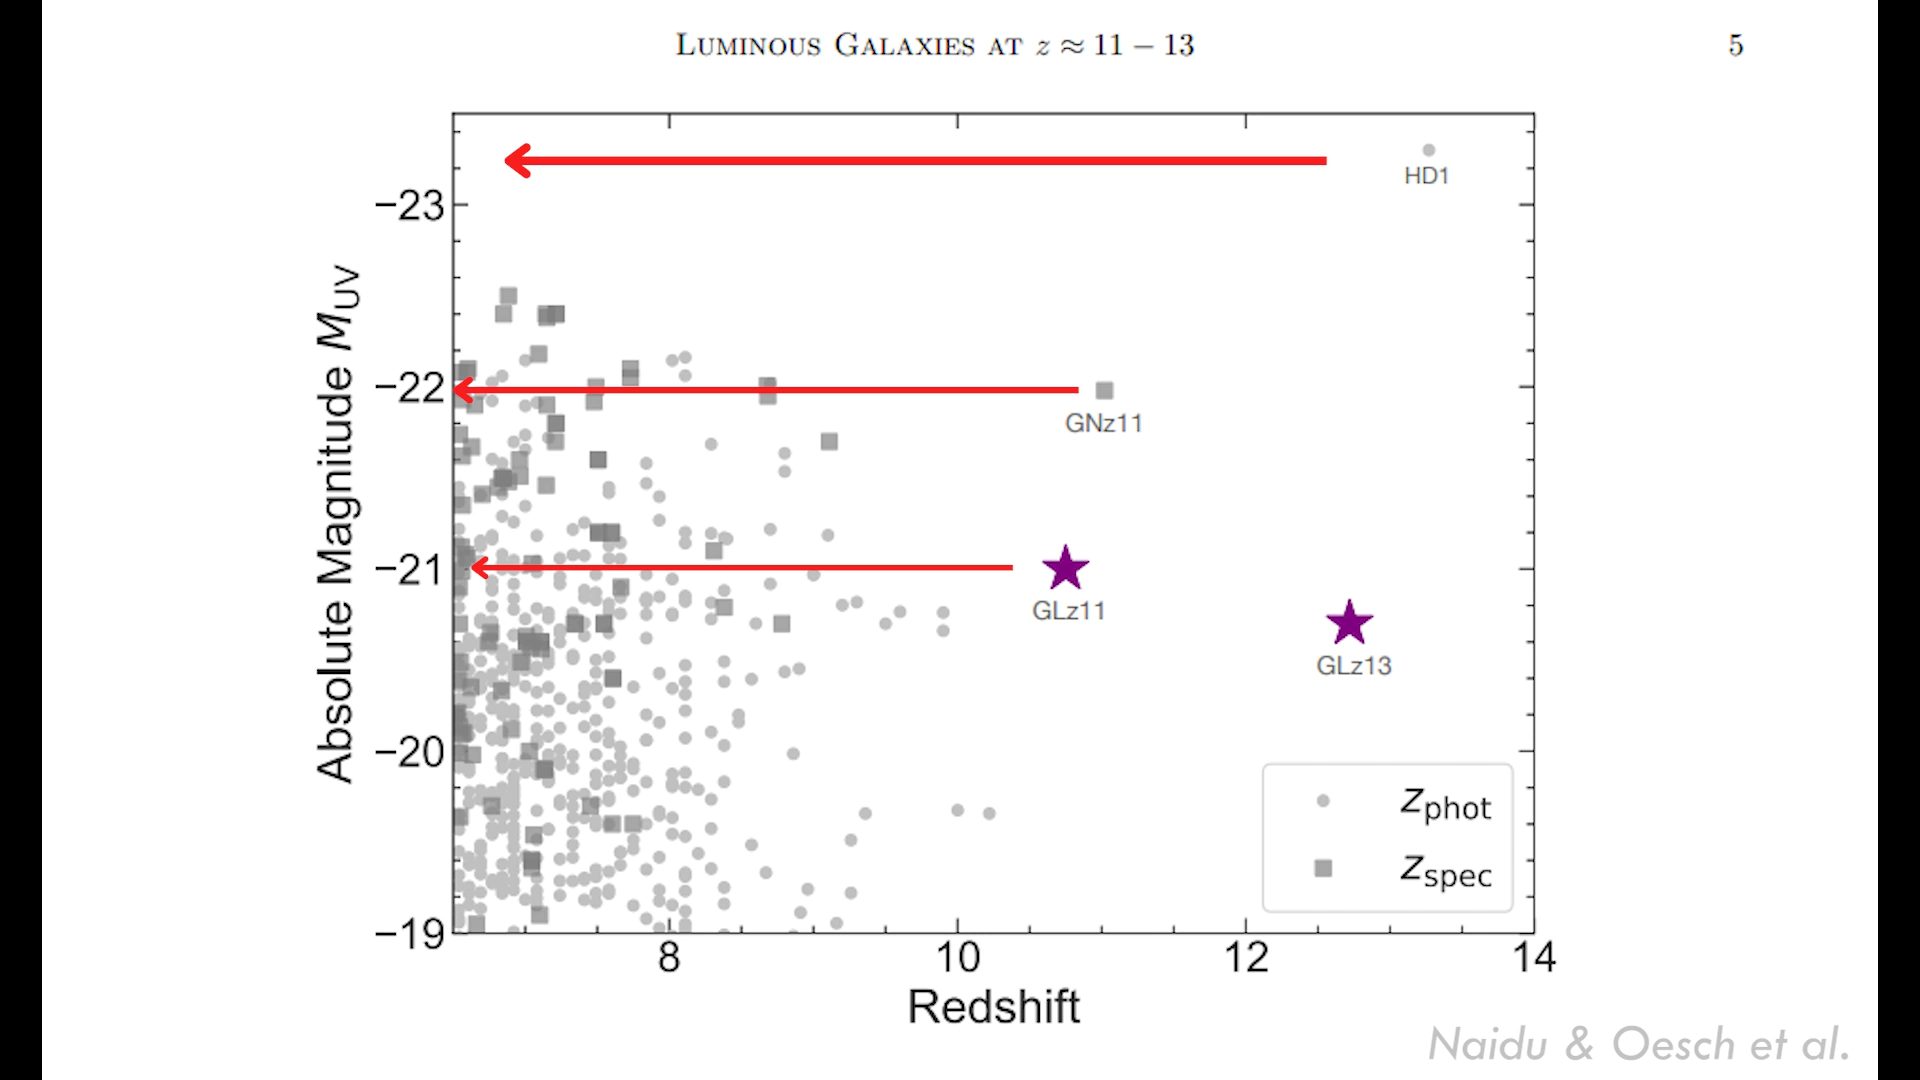 LUMINOUS GALAXIES AT z ≈ 11 – 13
5
HD1
−23
−22
GNz11
−21
GLz11
GLz13
−20
−19
Absolute Magnitude MUV
zphot
zspec
8
10
12
14
Redshift
Naidu & Oesch et al.